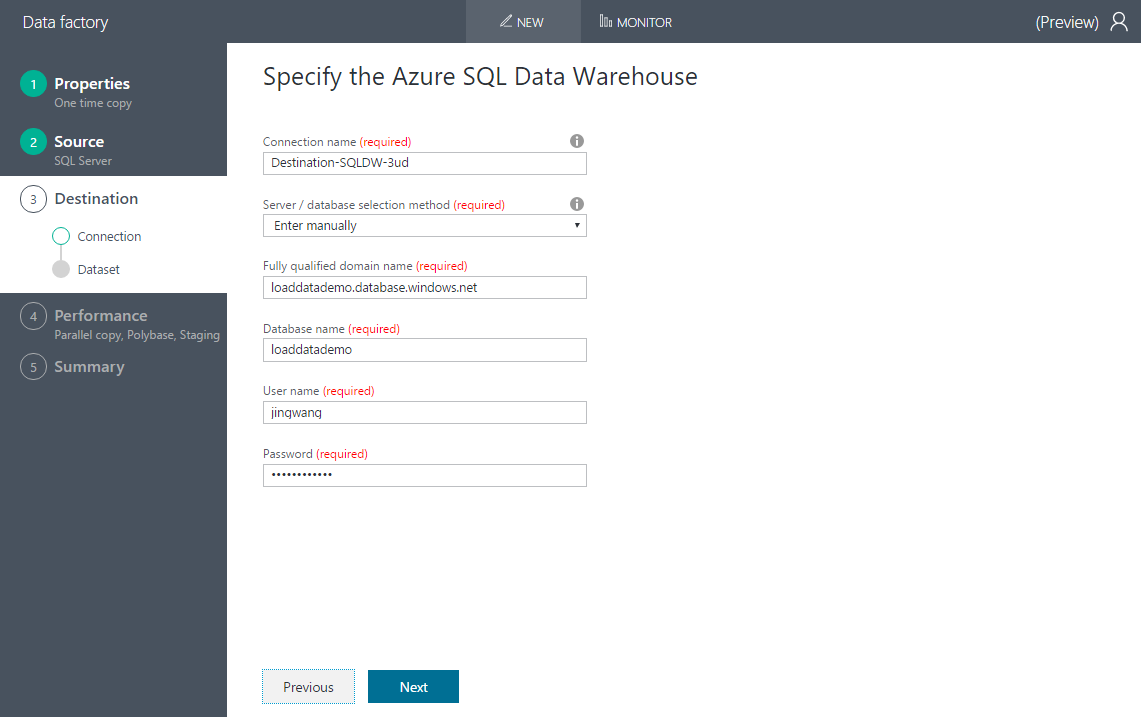 Data factory
NEW
MONITOR
(Preview)
1 Properties
One time copy
2 Source
SQL Server
3 Destination
Connection
Dataset
4 Performance
Parallel copy, Polybase, Staging
5 Summary
Specify the Azure SQL Data Warehouse
Connection name (required)
Destination-SQLDW-3ud
Server / database selection method (required)
Enter manually
Fully qualified domain name (required)
loaddatademo.database.windows.net
Database name (required)
loaddatademo
User name (required)
jingwang
Password (required)
••••••••••••
Previous
Next